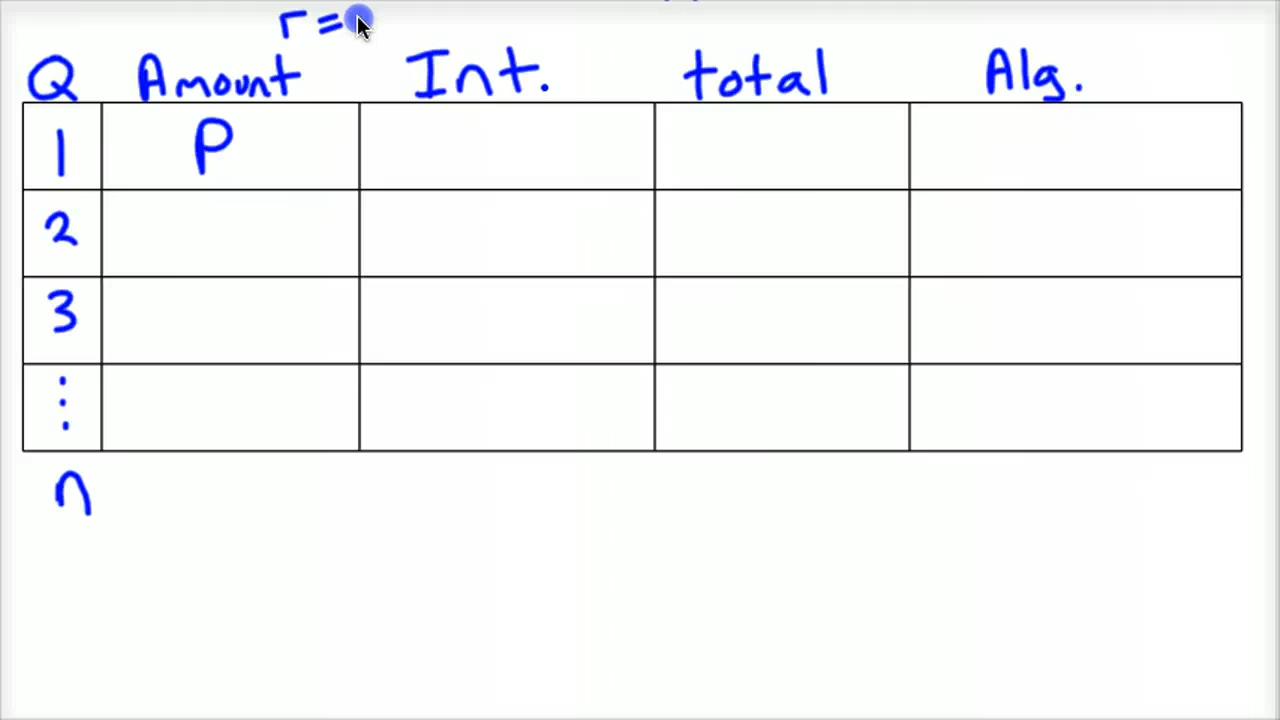 r =
Q Amount Int. total Alg.
1 P
2
3
⋮
n